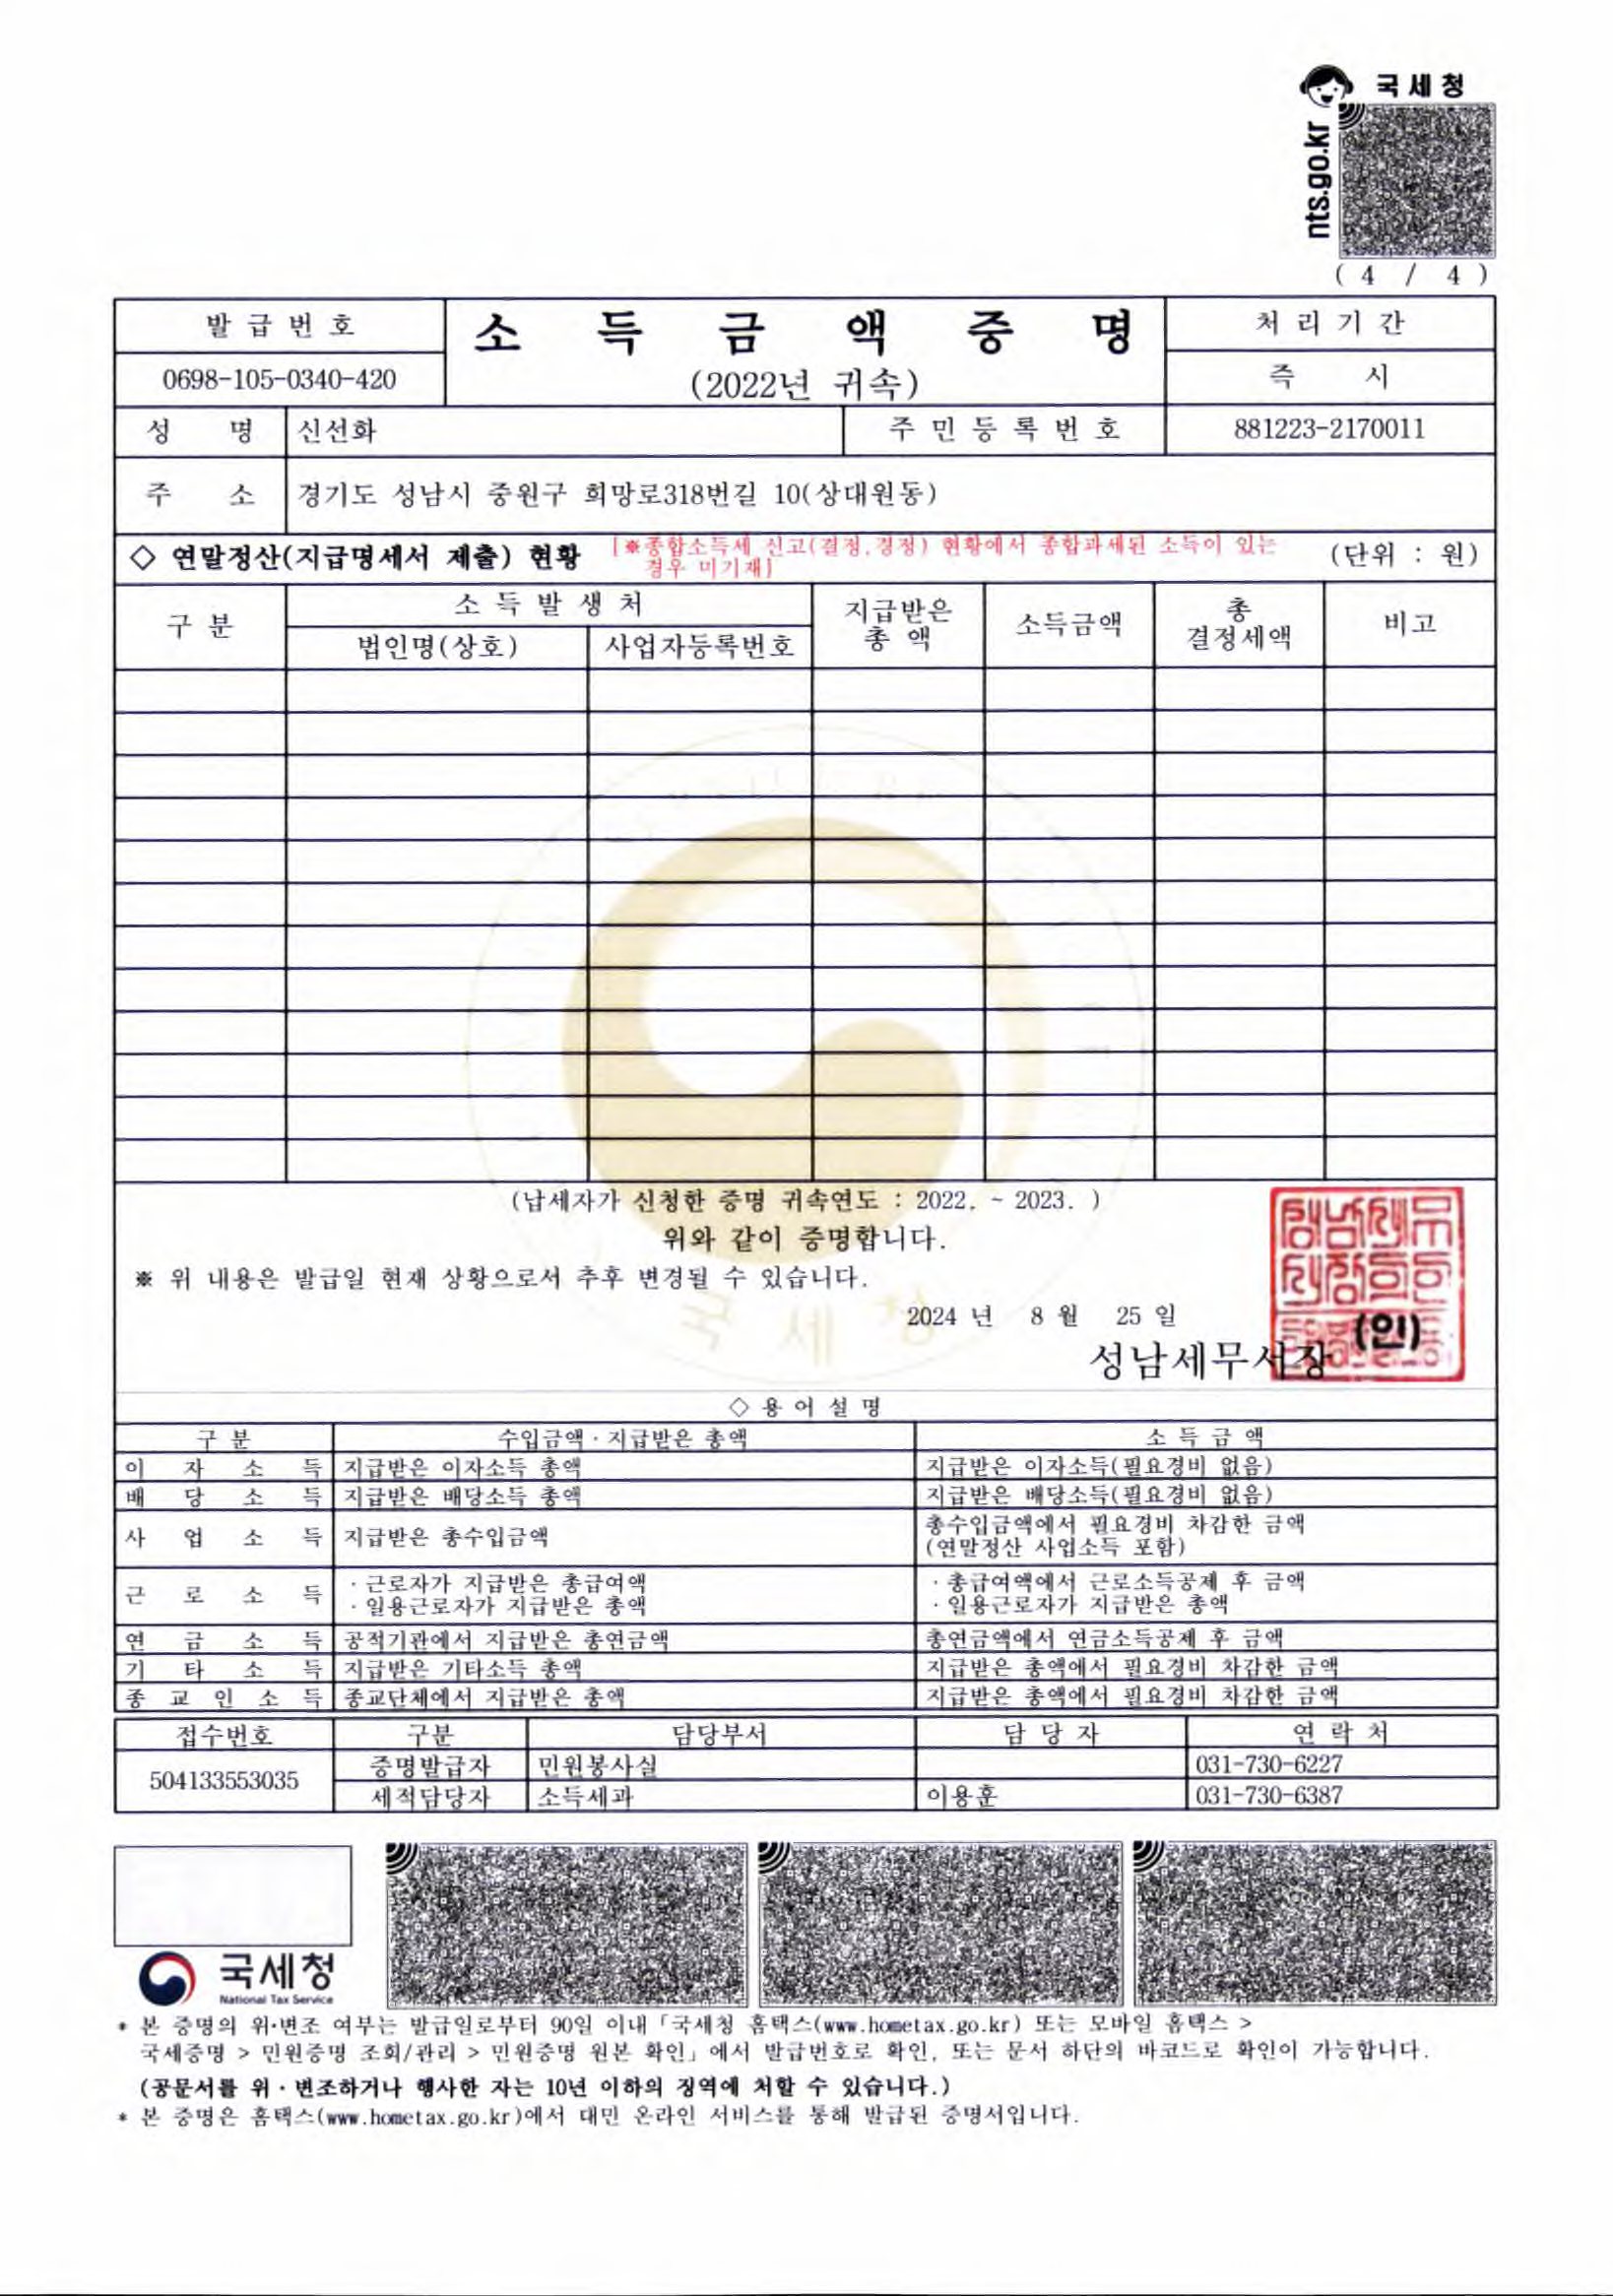 국세청
nts.go.kr
( 4 / 4 )
발 급 번 호
소 득 금 액 증 명
처 리 기 간
0698-105-0340-420
(2022년 귀속)
즉 시
성 명 신선화 주 민 등 록 번 호 881223-2170011
주 소 경기도 성남시 중원구 희망로318번길 10(상대원동)
◇ 연말정산(지급명세서 제출) 현황 [※종합소득세 신고(결정,경정) 현황에서 종합과세된 소득이 있는 (단위 : 원)
경우 미기재]
구 분 소 득 발 생 처 지급받은 총 액 소득금액 총 결정세액 비고
법인명(상호) 사업자등록번호
(납세자가 신청한 증명 귀속연도 : 2022. ~ 2023. )
위와 같이 증명합니다.
※ 위 내용은 발급일 현재 상황으로서 추후 변경될 수 있습니다.
2024 년 8 월 25 일
성남세무서장 (인)
국 세 청
◇ 용 어 설 명
구 분 수입금액 · 지급받은 총액 소 득 금 액
이 자 소 득 지급받은 이자소득 총액 지급받은 이자소득(필요경비 없음)
배 당 소 득 지급받은 배당소득 총액 지급받은 배당소득(필요경비 없음)
사 업 소 득 지급받은 총수입금액 총수입금액에서 필요경비 차감한 금액
(연말정산 사업소득 포함)
근 로 소 득 · 근로자가 지급받은 총급여액 · 총급여액에서 근로소득공제 후 금액
· 일용근로자가 지급받은 총액 · 일용근로자가 지급받은 총액
연 금 소 득 공적기관에서 지급받은 총연금액 총연금액에서 연금소득공제 후 금액
기 타 소 득 지급받은 기타소득 총액 지급받은 총액에서 필요경비 차감한 금액
종 교 인 소 득 종교단체에서 지급받은 총액 지급받은 총액에서 필요경비 차감한 금액
접수번호 구분 담당부서 담 당 자 연 락 처
504133553035 증명발급자 민원봉사실 031-730-6227
세적담당자 소득세과 이용훈 031-730-6387
국세청
National Tax Service
* 본 증명의 위·변조 여부는 발급일로부터 90일 이내「국세청 홈택스(www.hometax.go.kr) 또는 모바일 홈택스 >
국세증명 > 민원증명 조회/관리 > 민원증명 원본 확인」에서 발급번호로 확인, 또는 문서 하단의 바코드로 확인이 가능합니다.
(공문서를 위 · 변조하거나 행사한 자는 10년 이하의 징역에 처할 수 있습니다.)
* 본 증명은 홈택스(www.hometax.go.kr)에서 대민 온라인 서비스를 통해 발급된 증명서입니다.